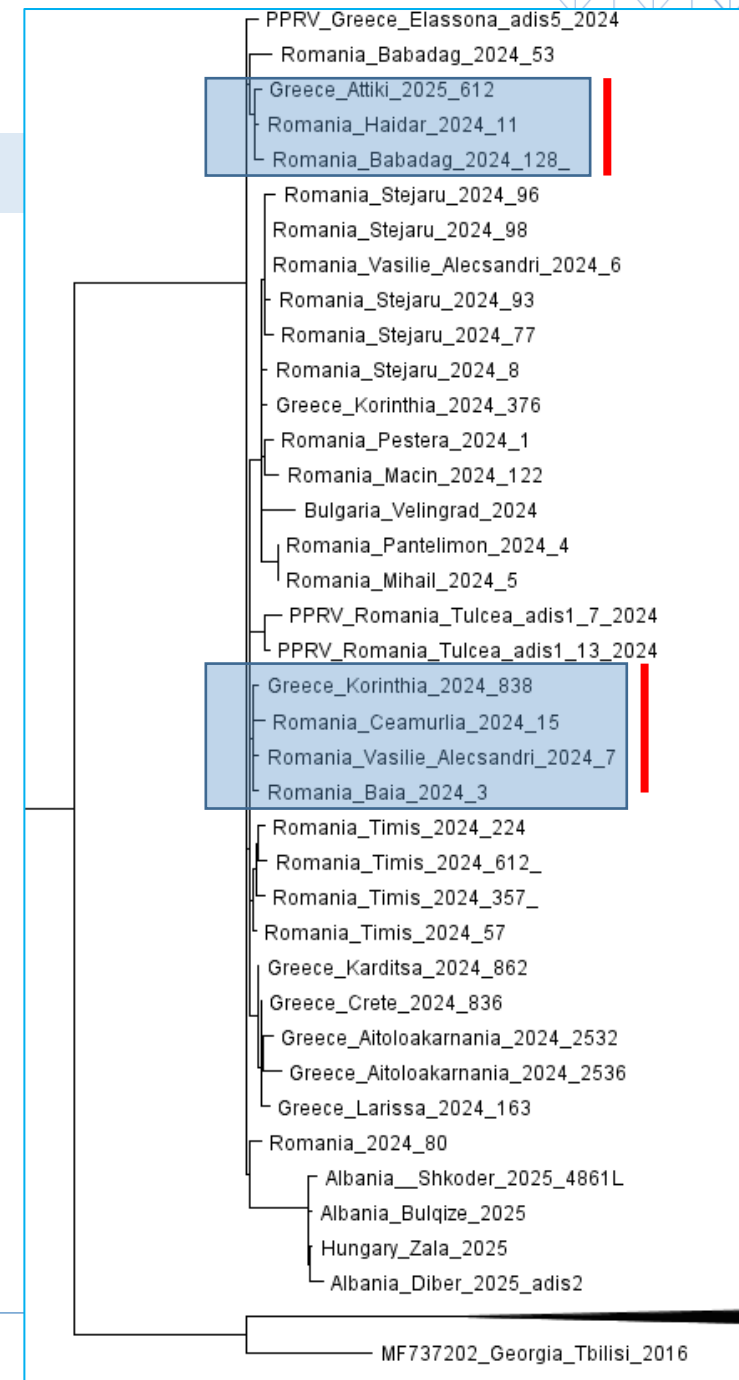 PPRV_Greece_Elassona_adis5_2024
Romania_Babadag_2024_53
Greece_Attiki_2025_612
Romania_Haidar_2024_11
Romania_Babadag_2024_128_
Romania_Stejaru_2024_96
Romania_Stejaru_2024_98
Romania_Vasilie_Alecsandri_2024_6
Romania_Stejaru_2024_93
Romania_Stejaru_2024_77
Romania_Stejaru_2024_8
Greece_Korinthia_2024_376
Romania_Pestera_2024_1
Romania_Macin_2024_122
Bulgaria_Velingrad_2024
Romania_Pantelimon_2024_4
Romania_Mihail_2024_5
PPRV_Romania_Tulcea_adis1_7_2024
PPRV_Romania_Tulcea_adis1_13_2024
Greece_Korinthia_2024_838
Romania_Ceamurlia_2024_15
Romania_Vasilie_Alecsandri_2024_7
Romania_Baia_2024_3
Romania_Timis_2024_224
Romania_Timis_2024_612_
Romania_Timis_2024_357_
Romania_Timis_2024_57
Greece_Karditsa_2024_862
Greece_Crete_2024_836
Greece_Aitoloakarnania_2024_2532
Greece_Aitoloakarnania_2024_2536
Greece_Larissa_2024_163
Romania_2024_80
Albania__Shkoder_2025_4861L
Albania_Bulqize_2025
Hungary_Zala_2025
Albania_Diber_2025_adis2
MF737202_Georgia_Tbilisi_2016